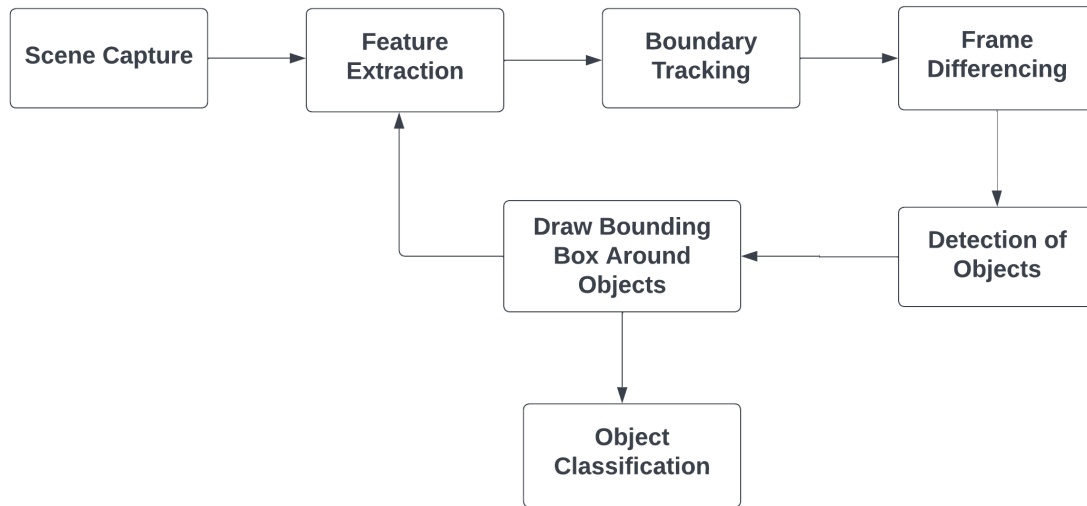 Scene Capture
Feature
Extraction
Boundary
Tracking
Frame
Differencing
Draw Bounding
Box Around
Objects
Detection of
Objects
Object
Classification